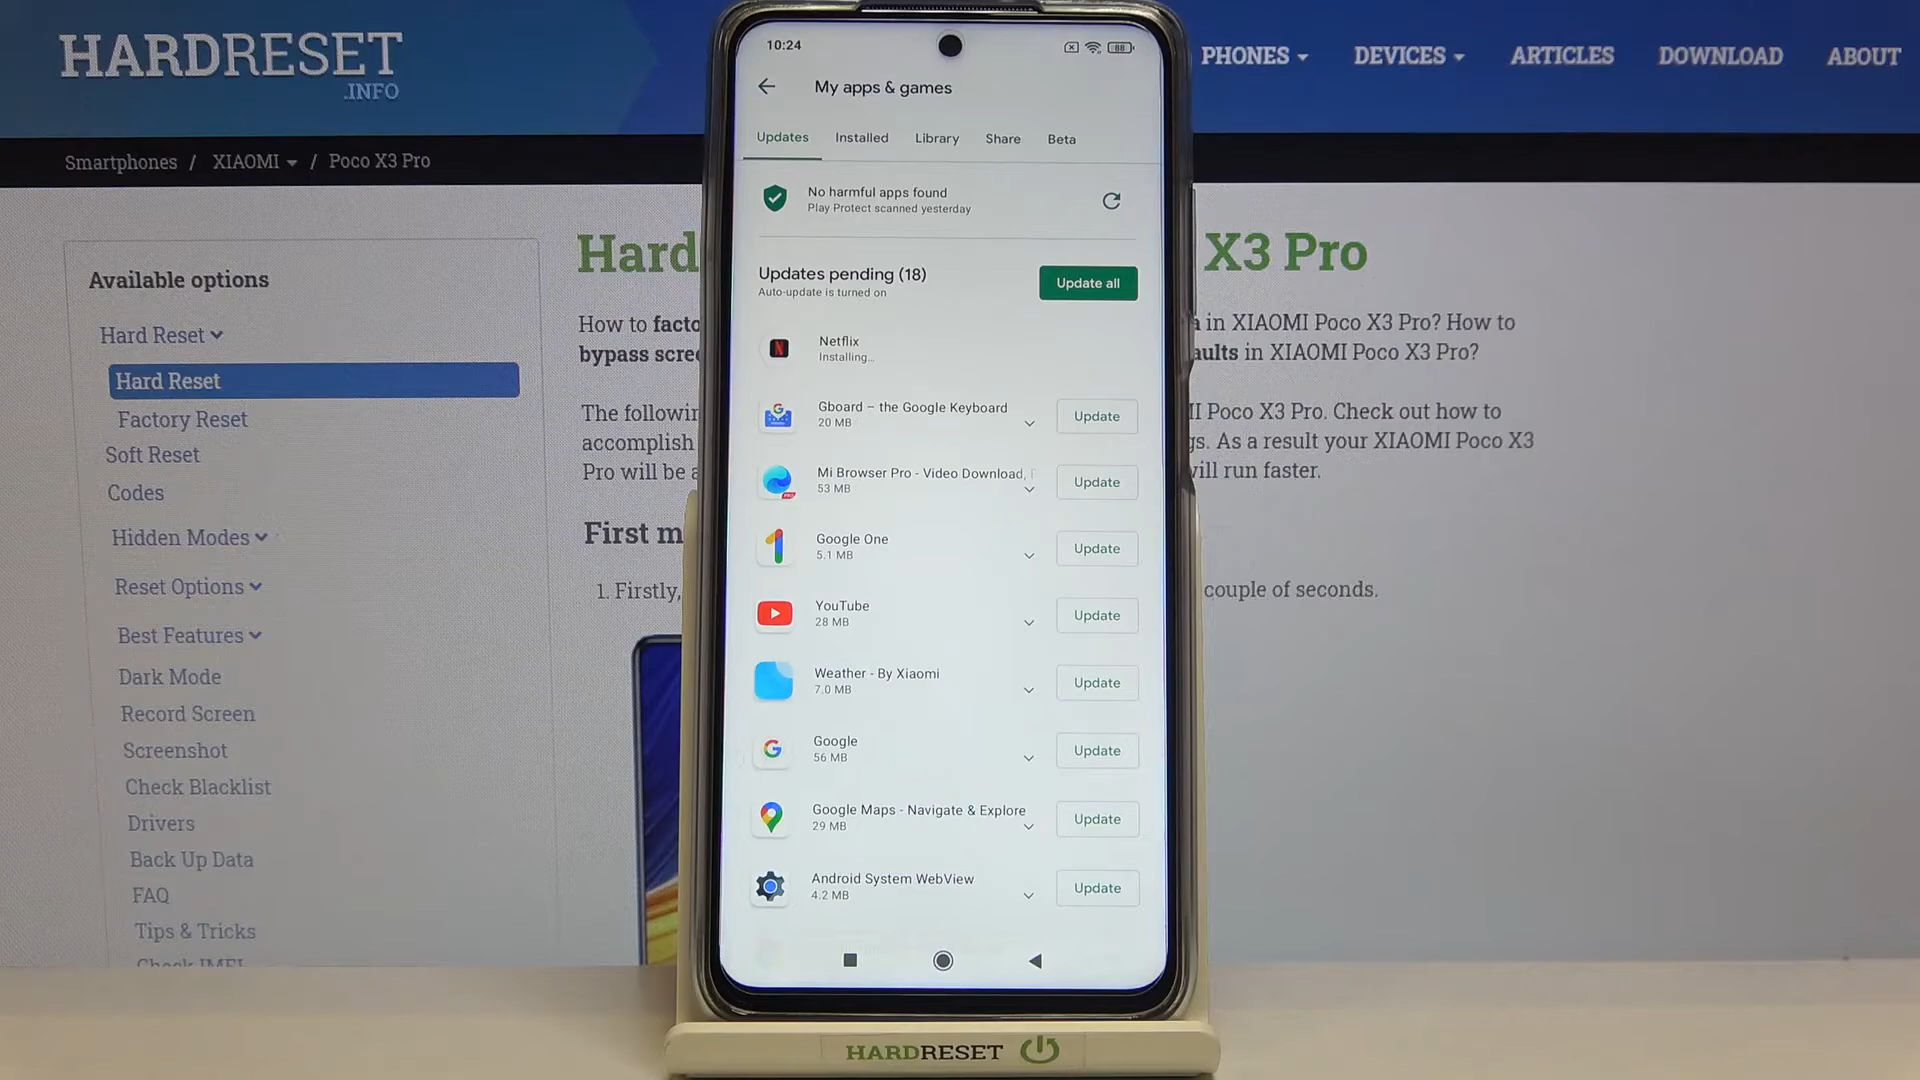 HARDRESET
.INFO
PHONES
DEVICES
ARTICLES
DOWNLOAD
ABOUT
Smartphones / XIAOMI / Poco X3 Pro
Available options
Hard Reset
Hard Reset
Factory Reset
Soft Reset
Codes
Hidden Modes
Reset Options
Best Features
Dark Mode
Record Screen
Screenshot
Check Blacklist
Drivers
Back Up Data
FAQ
Tips & Tricks
Check IMEI
Hard
X3 Pro
How to
in XIAOMI Poco X3 Pro? How to
in XIAOMI Poco X3 Pro?
The
Poco X3 Pro. Check out how to
accomplish
As a result your XIAOMI Poco X3
Pro will be
will run faster.
First
1. Firstly,
couple of seconds.
10:24
88
My apps & games
Updates
Installed
Library
Share
Beta
No harmful apps found
Play Protect scanned yesterday
Updates pending (18)
Auto-update is turned on
Update all
Netflix
Installing...
Gboard – the Google Keyboard
20 MB
Update
Mi Browser Pro - Video Download,
53 MB
Update
Google One
5.1 MB
Update
YouTube
28 MB
Update
Weather - By Xiaomi
7.0 MB
Update
Google
56 MB
Update
Google Maps - Navigate & Explore
29 MB
Update
Android System WebView
4.2 MB
Update
HARDRESET